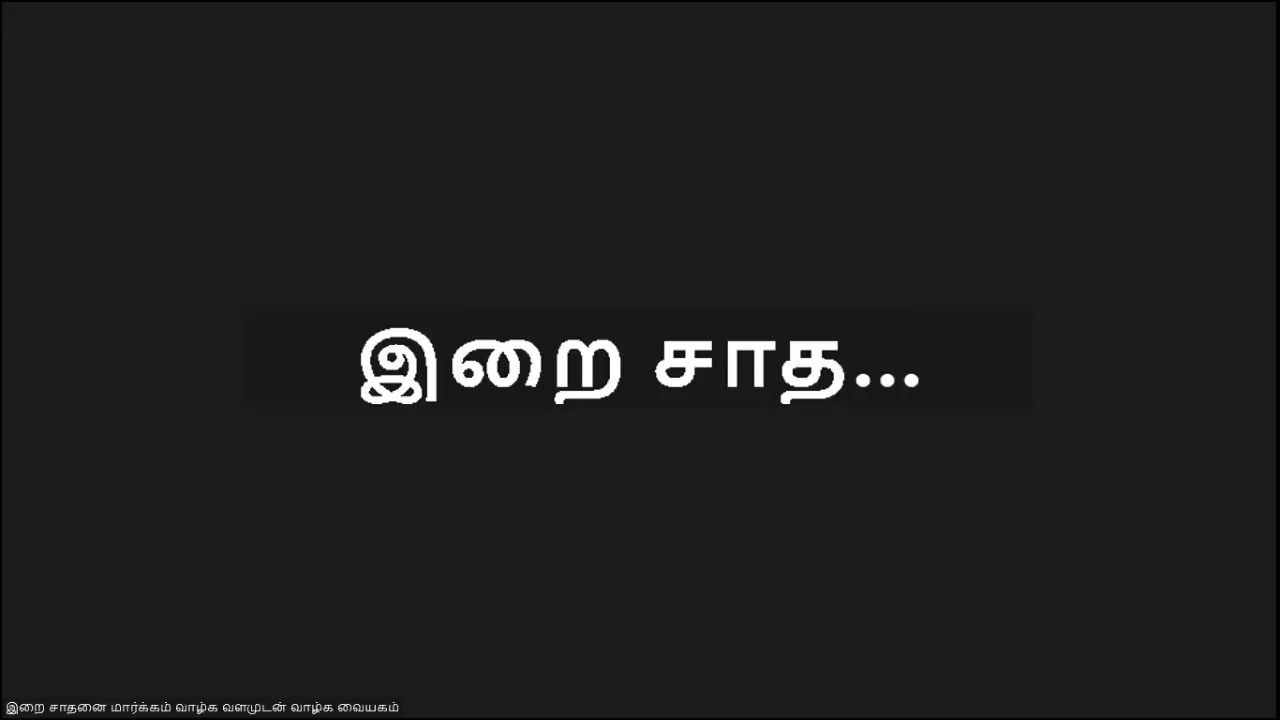 இறை சாத...
இறை சாதனை மார்க்கம் வாழ்க வளமுடன் வாழ்க வையகம்